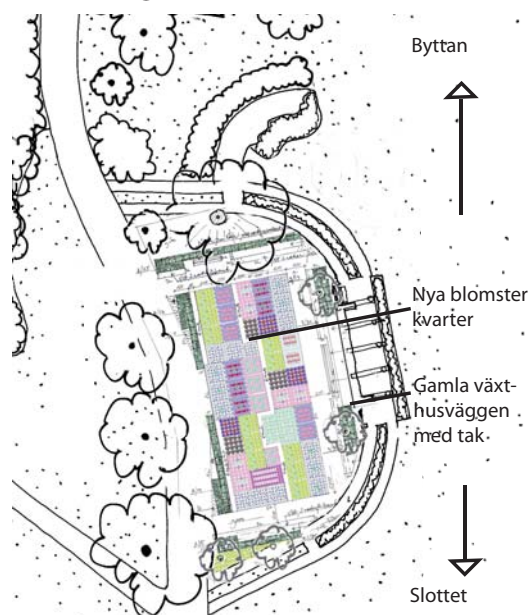 Byttan
Nya blomster
kvarter
Gamla växt-
husväggen
med tak
Slottet